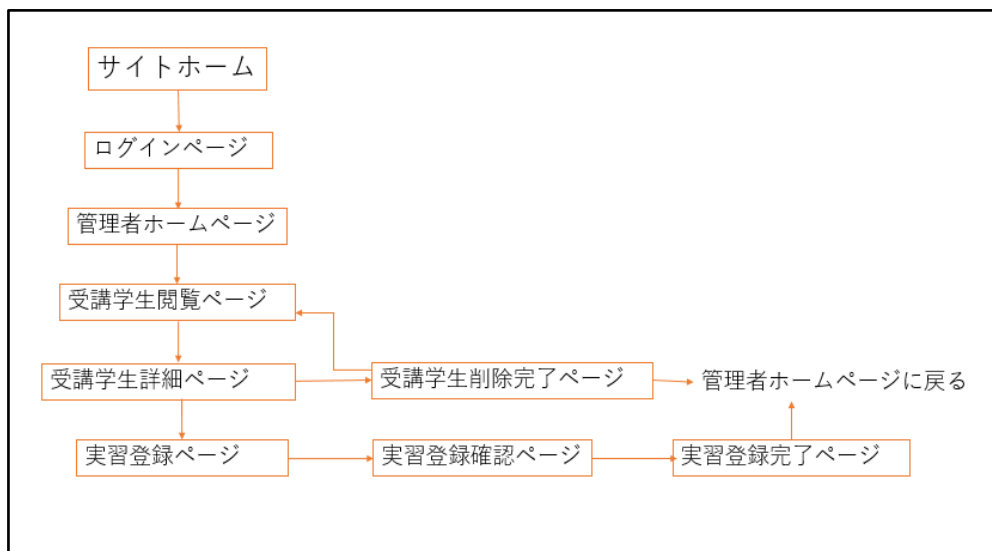 サイトホーム
ログインページ
管理者ホームページ
受講学生閲覧ページ
受講学生詳細ページ
受講学生削除完了ページ
管理者ホームページに戻る
実習登録ページ
実習登録確認ページ
実習登録完了ページ